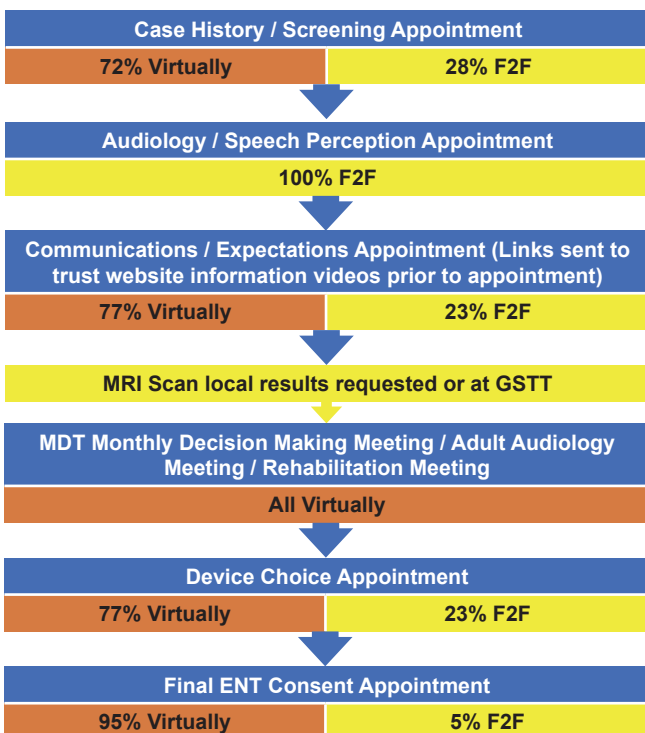 Case History / Screening Appointment
72% Virtually
28% F2F
Audiology / Speech Perception Appointment
100% F2F
Communications / Expectations Appointment (Links sent to
trust website information videos prior to appointment)
77% Virtually
23% F2F
MRI Scan local results requested or at GSTT
MDT Monthly Decision Making Meeting / Adult Audiology
Meeting / Rehabilitation Meeting
All Virtually
Device Choice Appointment
77% Virtually
23% F2F
Final ENT Consent Appointment
95% Virtually
5% F2F